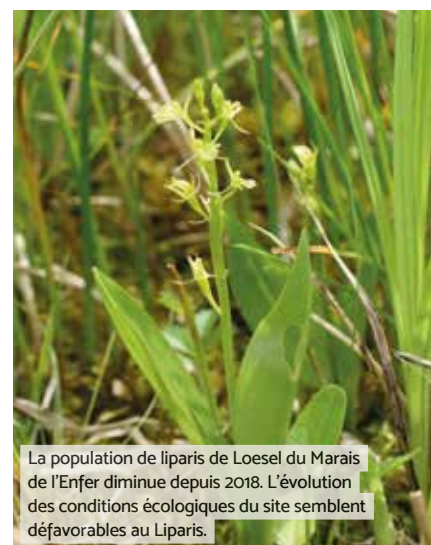 La population de liparis de Loesel du Marais
de l'Enfer diminue depuis 2018. L'évolution
des conditions écologiques du site semblent
défavorables au Liparis.